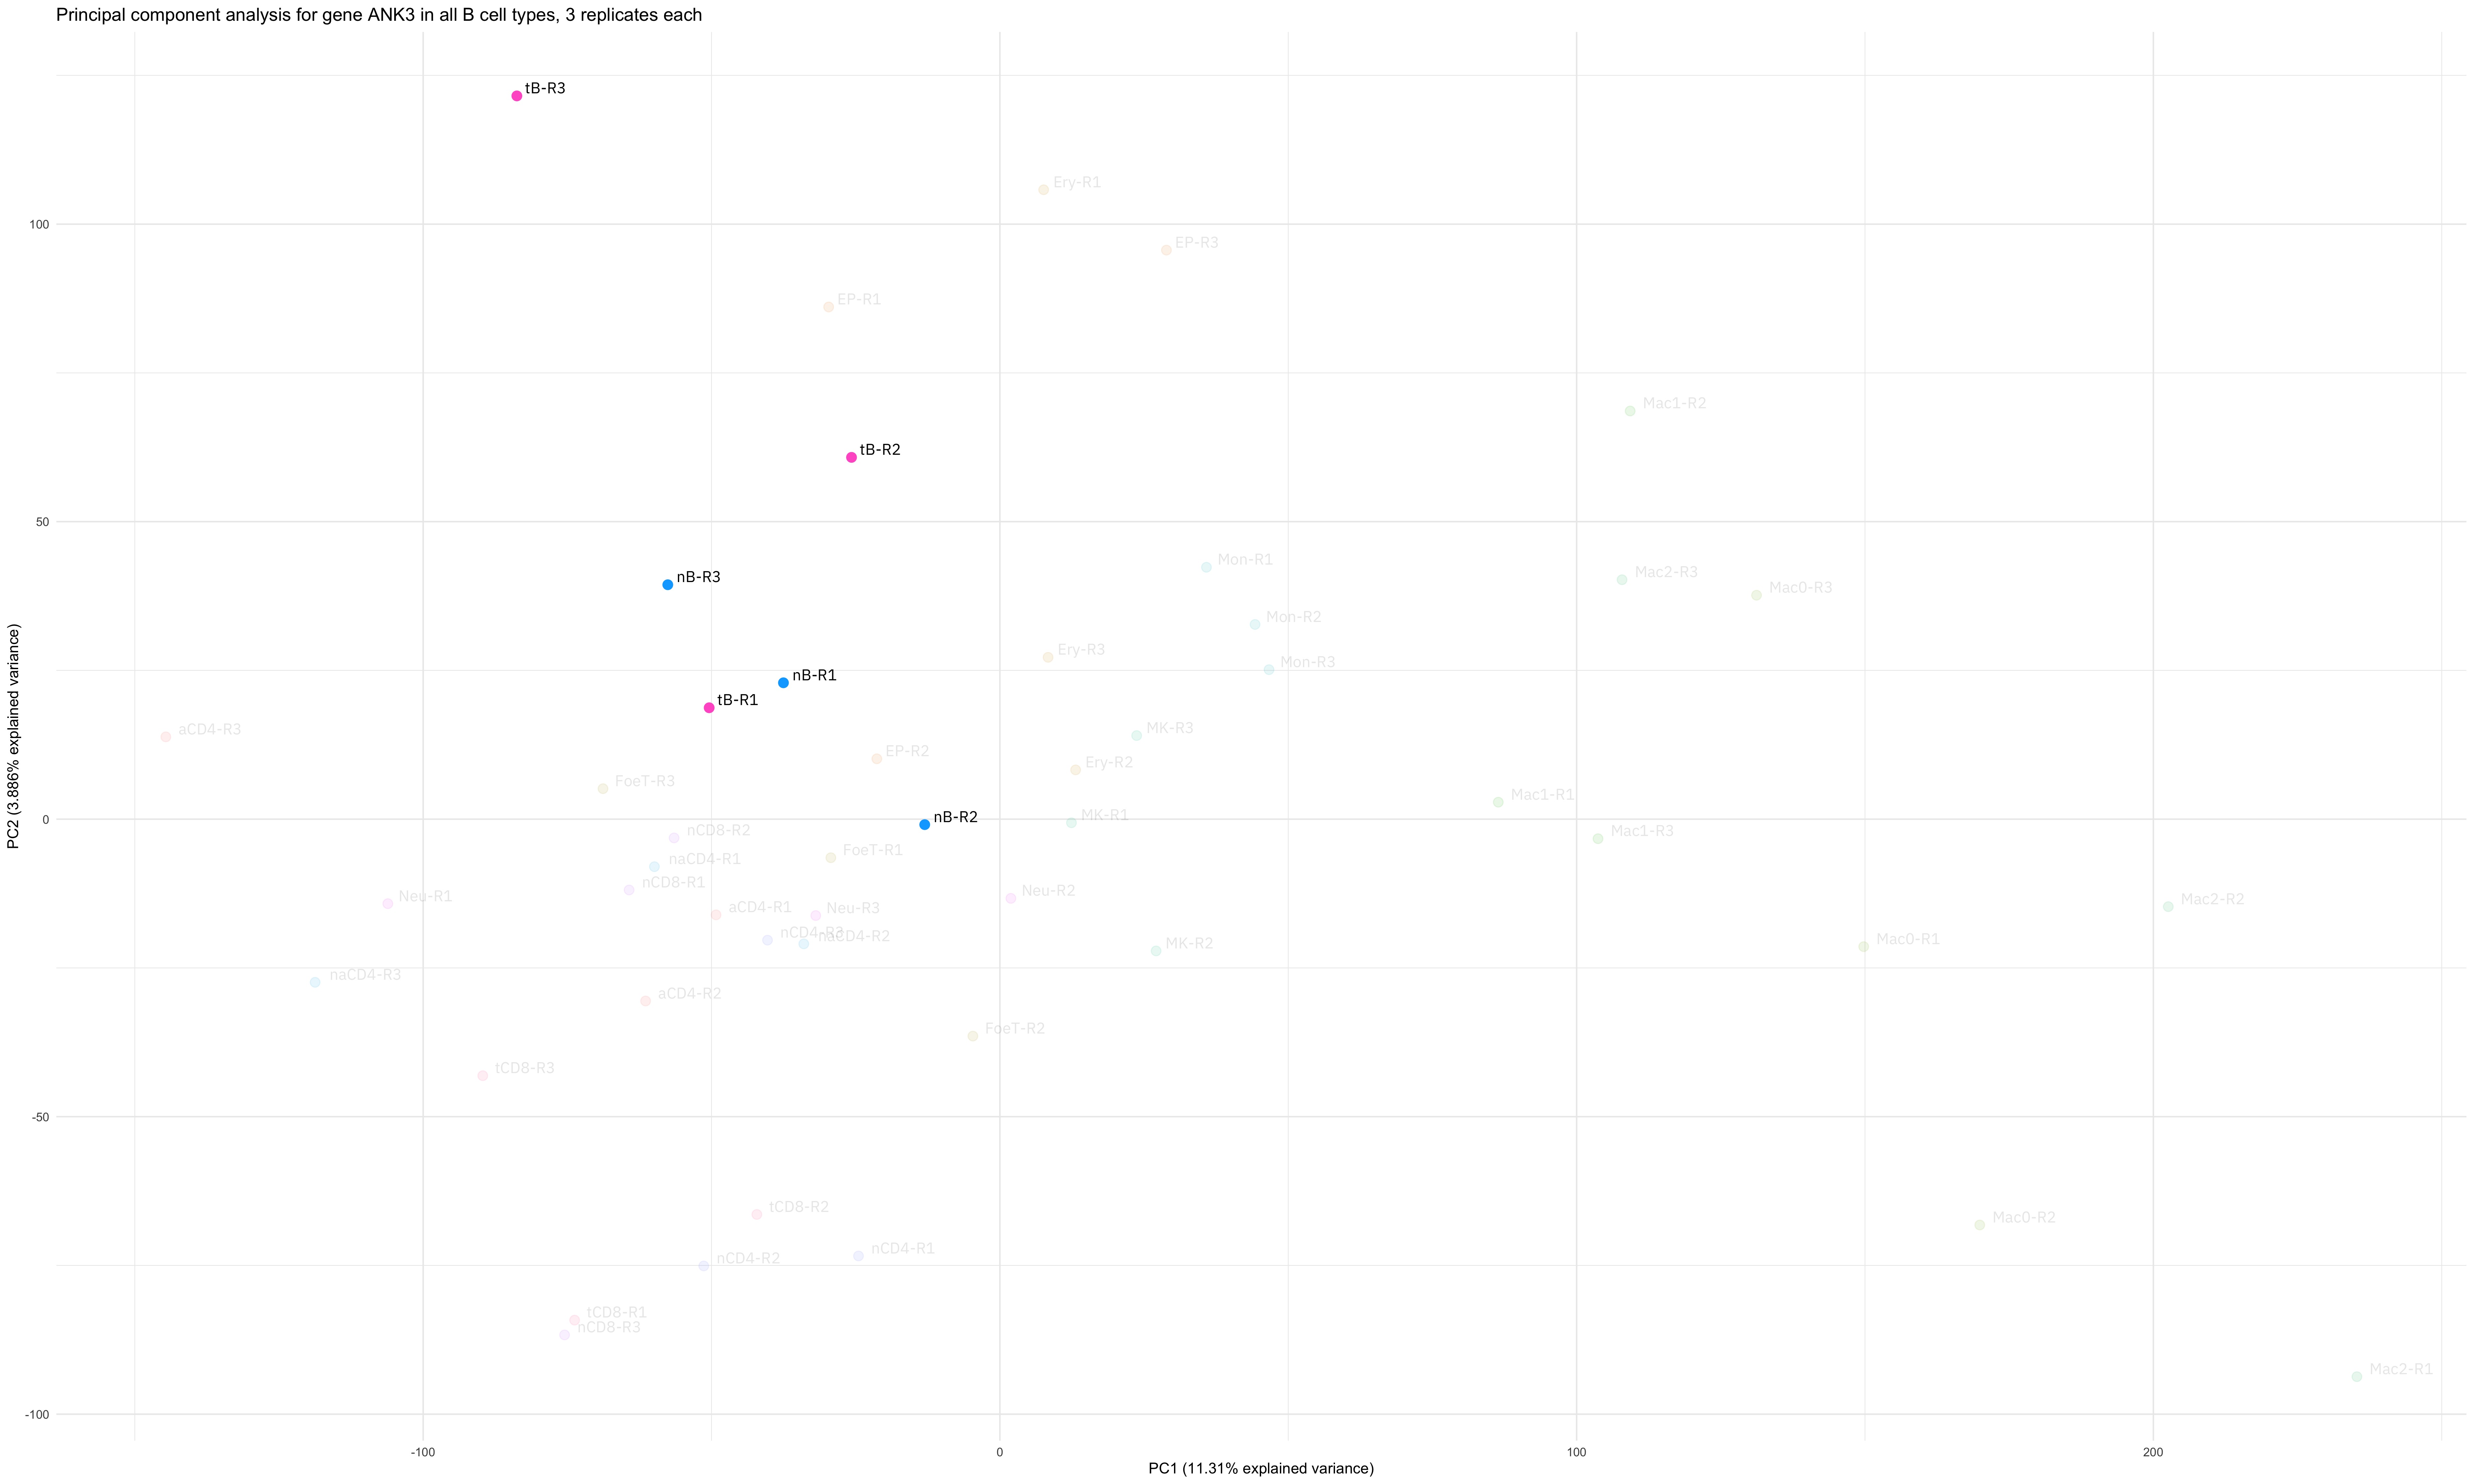 Principal component analysis for gene ANK3 in all B cell types, 3 replicates each
tB-R3
Ery-R1
100
EP-R3
EP-R1
Mac1-R2
tB-R2
50
Mon-R1
nB-R3
Mac2-R3
Mac0-R3
Mon-R2
Ery-R3
Mon-R3
nB-R1
tB-R1
aCD4-R3
MK-R3
EP-R2
Ery-R2
FoeT-R3
Mac1-R1
0
nB-R2
MK-R1
nCD8-R2
Mac1-R3
FoeT-R1
naCD4-R1
nCD8-R1
Neu-R1
Neu-R2
Mac2-R2
aCD4-R1
Neu-R3
nCD4-R3
naCD4-R2
Mac0-R1
MK-R2
naCD4-R3
aCD4-R2
FoeT-R2
tCD8-R3
-50
tCD8-R2
Mac0-R2
nCD4-R1
nCD4-R2
tCD8-R1
nCD8-R3
Mac2-R1
-100
PC2 (3.886% explained variance)
-100
0
100
200
PC1 (11.31% explained variance)